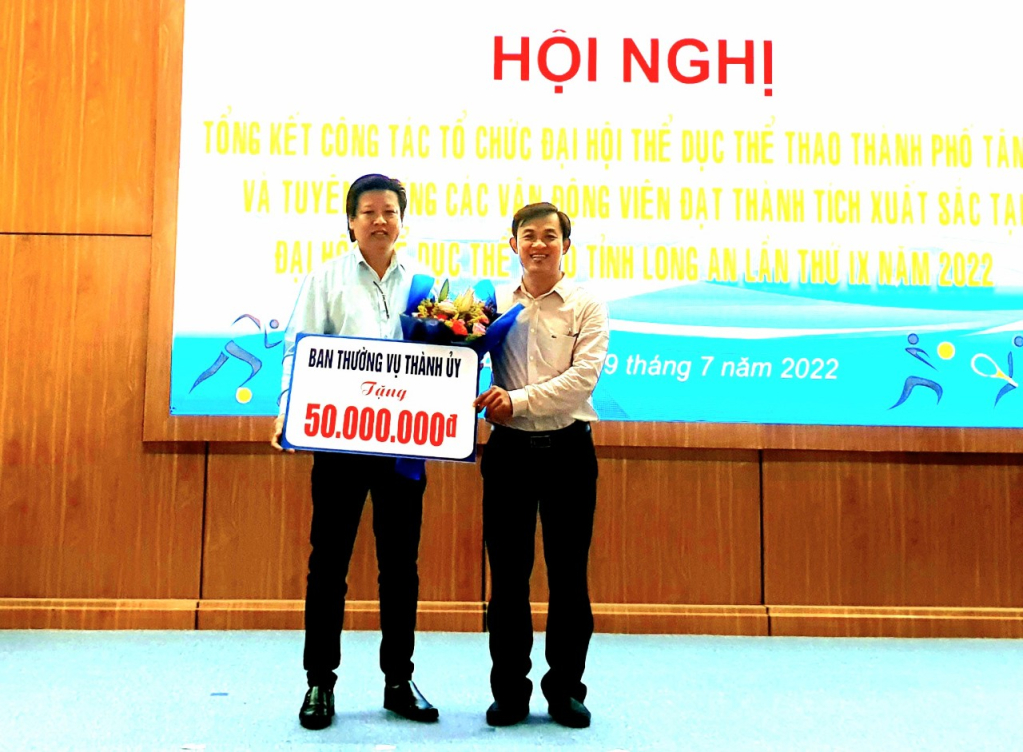 HỘI NGHỊ
TỔNG KẾT CÔNG TÁC TỔ CHỨC ĐẠI HỘI THỂ DỤC THỂ THAO THÀNH PHỐ TÂN
VÀ TUYÊN CÁC VẬN ĐỘNG VIÊN ĐẠT THÀNH TÍCH XUẤT SẮC TẠI
ĐẠI DỤC THỂ TỈNH LONG AN LẦN THỨ IX NĂM 2022
9 tháng 7 năm 2022
BAN THƯỜNG VỤ THÀNH ỦY
Tặng
50.000.000đ